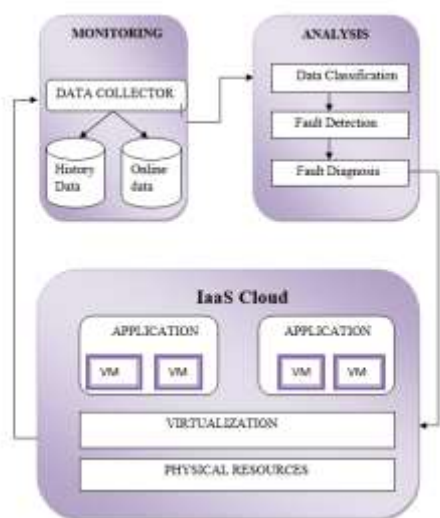 MONITORING
DATA COLLECTOR
History
Data
Online
data
ANALYSIS
Data Classification
Fault Detection
Fault Diagnosis
IaaS Cloud
APPLICATION
VM VM
APPLICATION
VM VM
VIRTUALIZATION
PHYSICAL RESOURCES